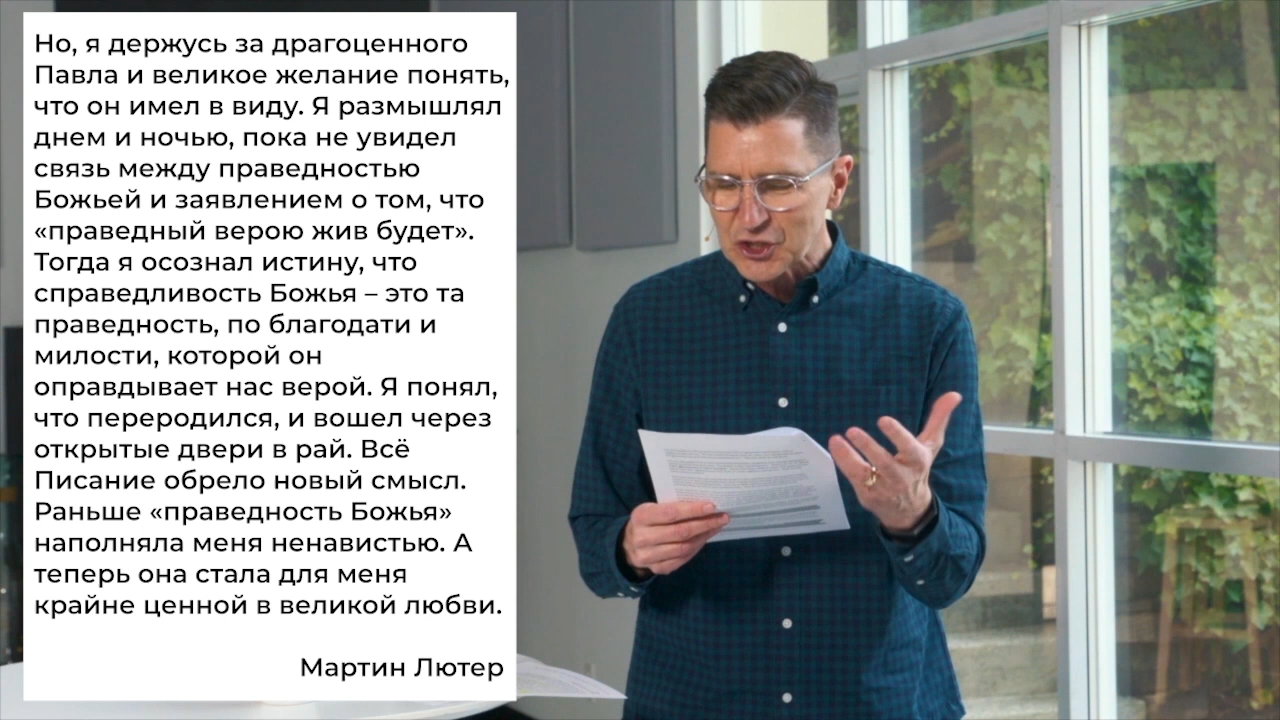 Но, я держусь за драгоценного
Павла и великое желание понять,
что он имел в виду. Я размышлял
днем и ночью, пока не увидел
связь между праведностью
Божьей и заявлением о том, что
«праведный верою жив будет».
Тогда я осознал истину, что
справедливость Божья – это та
праведность, по благодати и
милости, которой он
оправдывает нас верой. Я понял,
что переродился, и вошел через
открытые двери в рай. Всё
Писание обрело новый смысл.
Раньше «праведность Божья»
наполняла меня ненавистью. А
теперь она стала для меня
крайне ценной в великой любви.
Мартин Лютер